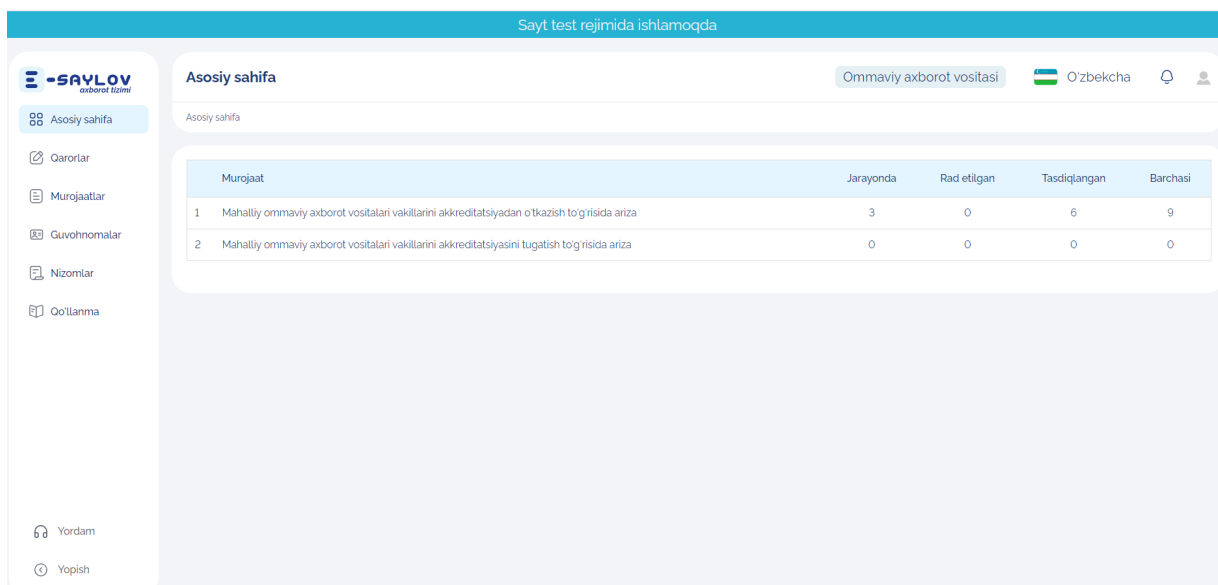 Sayt test rejimida ishlamoqda
E-SAYLOV
axborot tizimi
Asosiy sahifa
Qarorlar
Murojaatlar
Guvohnomalar
Nizomlar
Qo'llanma
Yordam
Yopish
Asosiy sahifa Ommaviy axborot vositasi O'zbekcha
Asosiy sahifa
Murojaat Jarayonda Rad etilgan Tasdiqlangan Barchasi
1 Mahalliy ommaviy axborot vositalari vakillarini akkreditatsiyadan o'tkazish to'g'risida ariza 3 0 6 9
2 Mahalliy ommaviy axborot vositalari vakillarini akkreditatsiyasini tugatish to'g'risida ariza 0 0 0 0